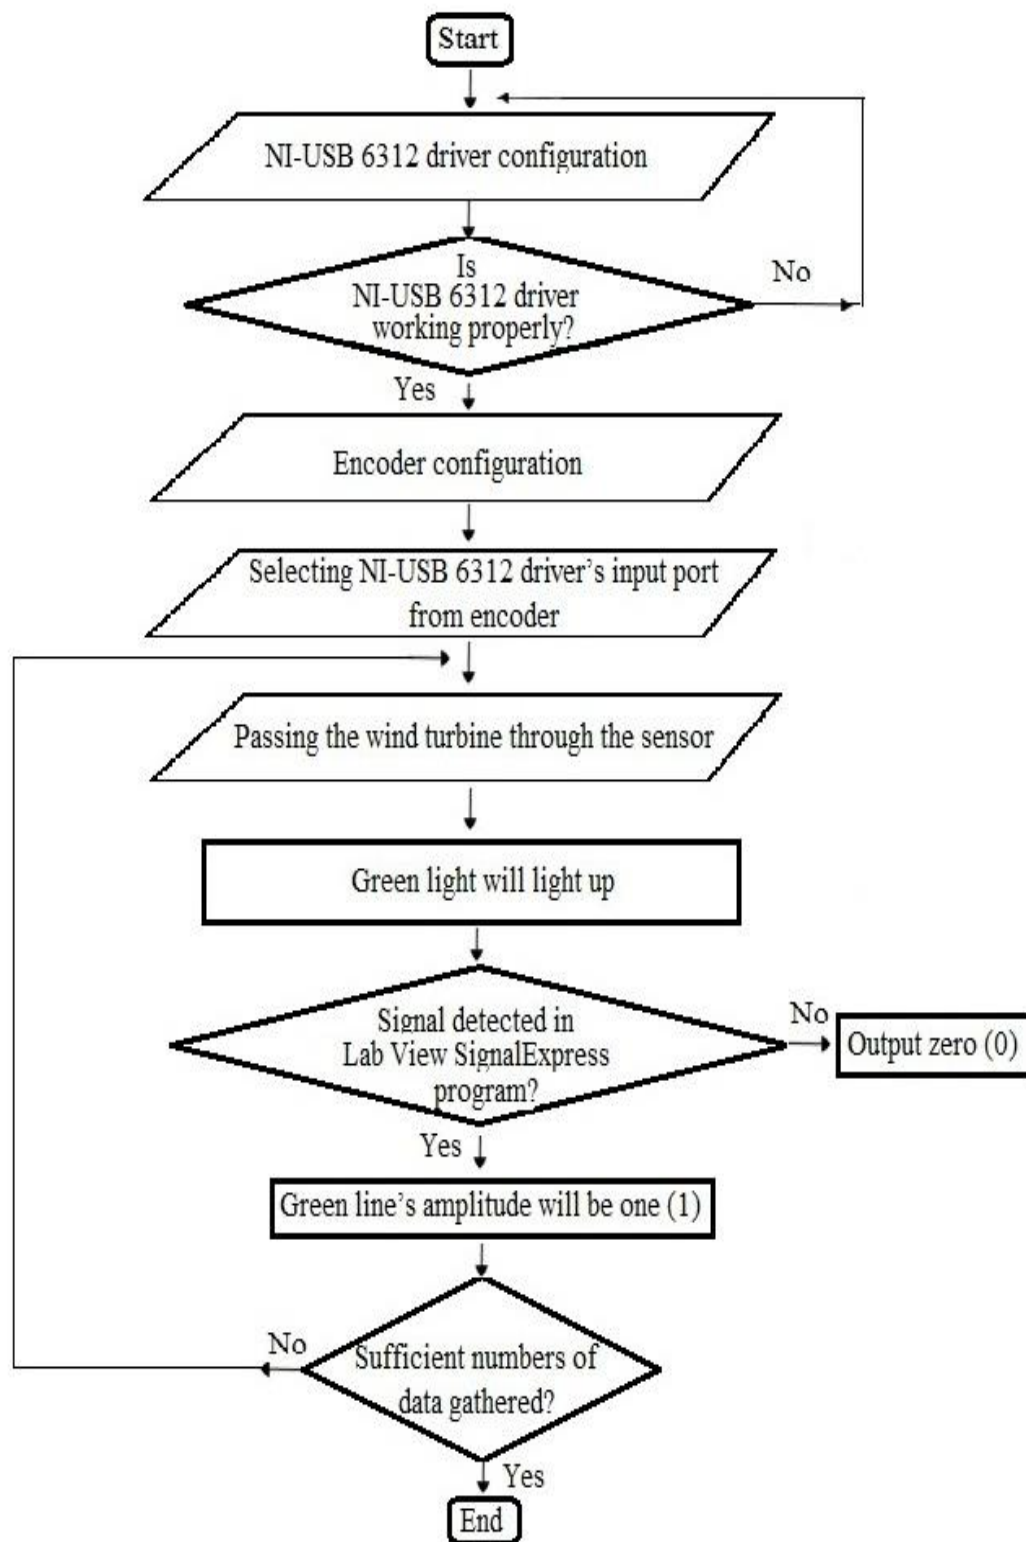 Start
NI-USB 6312 driver configuration
Is
NI-USB 6312 driver
working properly?
No
Yes
Encoder configuration
Selecting NI-USB 6312 driver’s input port
from encoder
Passing the wind turbine through the sensor
Green light will light up
Signal detected in
Lab View SignalExpress
program?
No
Output zero (0)
Yes
Green line’s amplitude will be one (1)
Sufficient numbers of
data gathered?
No
Yes
End